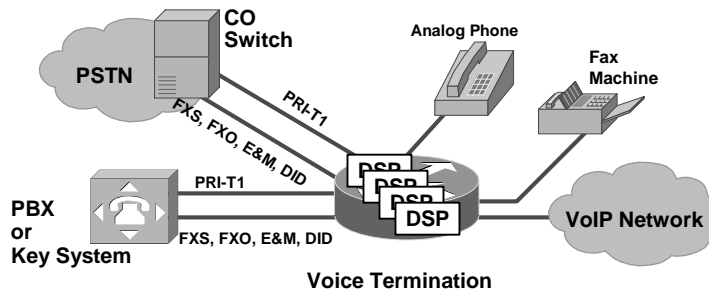 CO
Switch
PSTN
Analog Phone
Fax
Machine
PRI-T1
FXS, FXO, E&M, DID
DSP
DSP
DSP
DSP
PRI-T1
PBX
or
Key System
FXS, FXO, E&M, DID
VoIP Network
Voice Termination